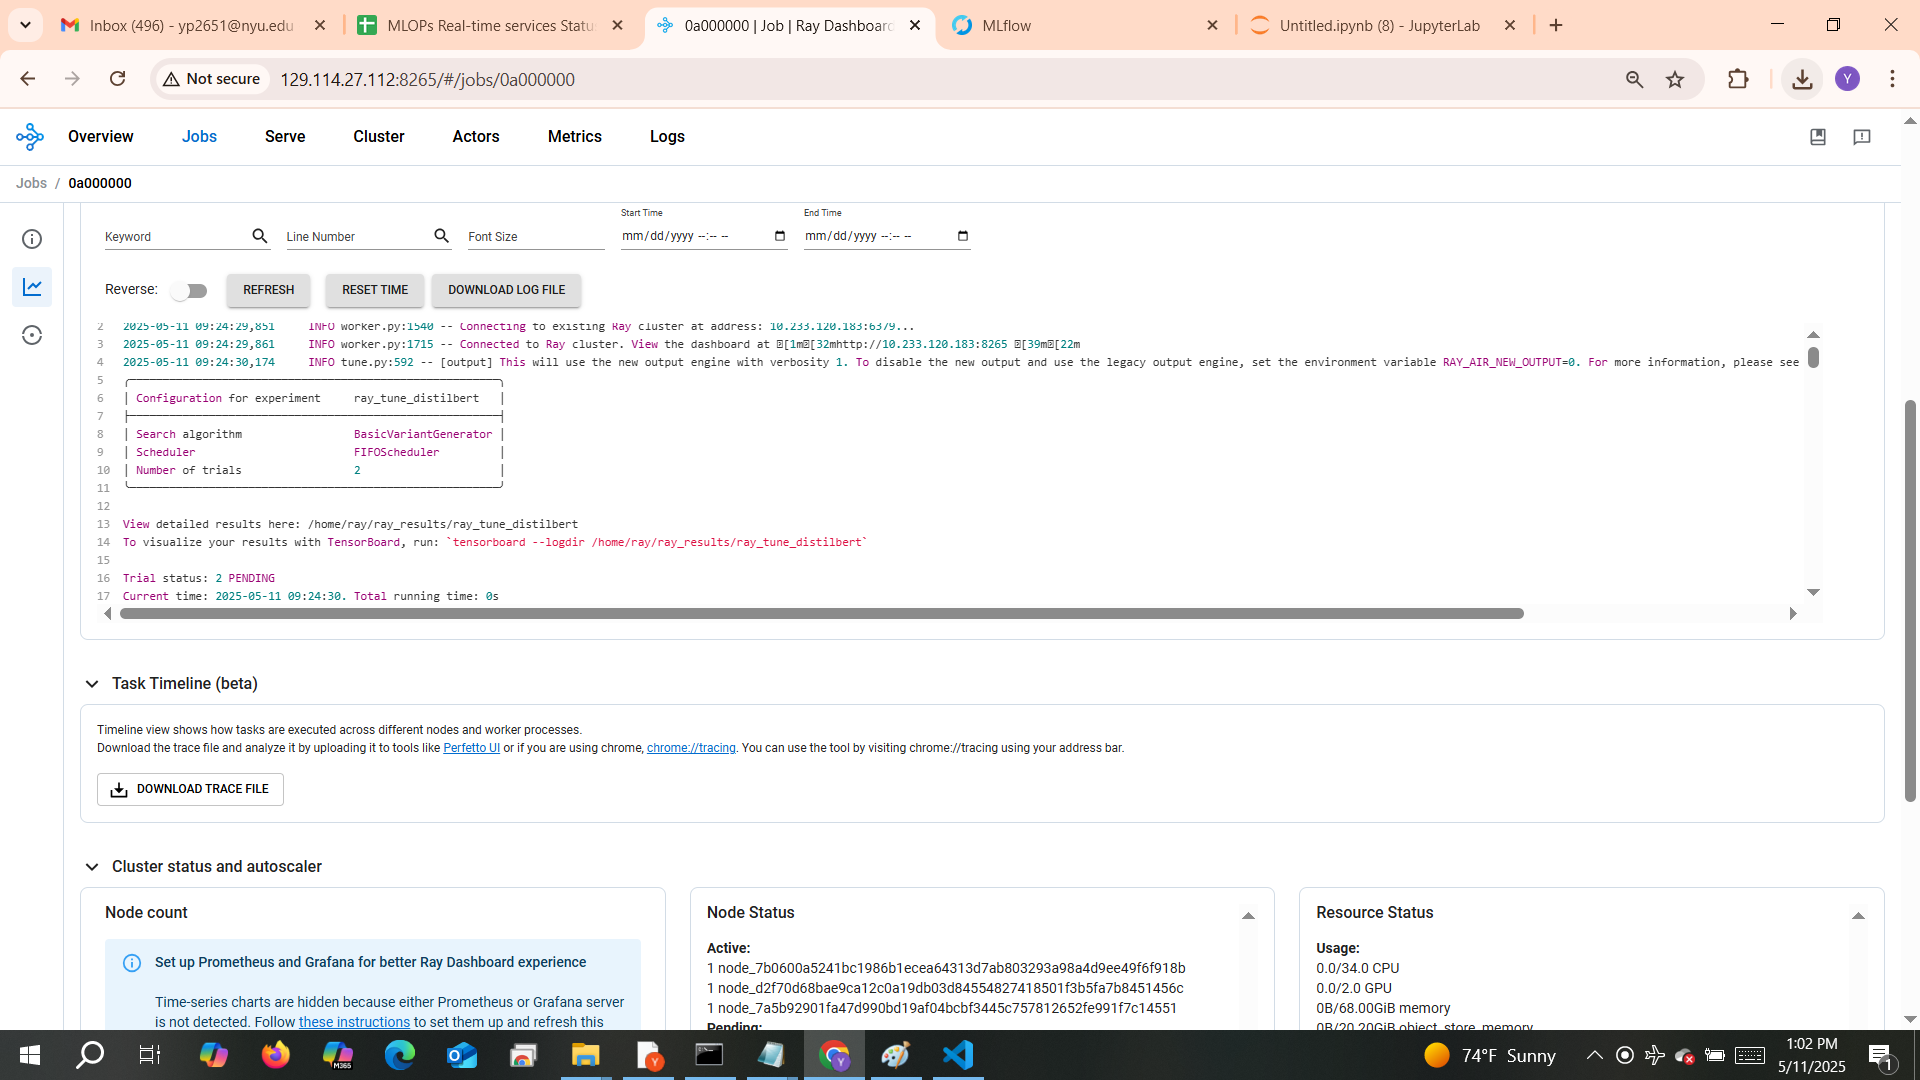 Inbox (496) - yp2651@nyu.edu
MLOPs Real-time services Status
0a000000 | Job | Ray Dashboard
MLflow
Untitled.ipynb (8) - JupyterLab
Not secure
129.114.27.112:8265/#/jobs/0a000000
Y
Overview
Jobs
Serve
Cluster
Actors
Metrics
Logs
Jobs / 0a000000
Start Time
End Time
Keyword
Line Number
Font Size
mm/dd/yyyy --:-- --
mm/dd/yyyy --:-- --
Reverse:
REFRESH
RESET TIME
DOWNLOAD LOG FILE
2 2025-05-11 09:24:29,851 INFO worker.py:1540 -- Connecting to existing Ray cluster at address: 10.233.120.183:6379...
3 2025-05-11 09:24:29,861 INFO worker.py:1715 -- Connected to Ray cluster. View the dashboard at [1m[32mhttp://10.233.120.183:8265 [39m[22m
4 2025-05-11 09:24:30,174 INFO tune.py:592 -- [output] This will use the new output engine with verbosity 1. To disable the new output and use the legacy output engine, set the environment variable RAY_AIR_NEW_OUTPUT=0. For more information, please see
5
6 | Configuration for experiment ray_tune_distilbert |
7
8 | Search algorithm BasicVariantGenerator |
9 | Scheduler FIFOScheduler |
10 | Number of trials 2 |
11
12
13 View detailed results here: /home/ray/ray_results/ray_tune_distilbert
14 To visualize your results with TensorBoard, run: `tensorboard --logdir /home/ray/ray_results/ray_tune_distilbert`
15
16 Trial status: 2 PENDING
17 Current time: 2025-05-11 09:24:30. Total running time: 0s
Task Timeline (beta)
Timeline view shows how tasks are executed across different nodes and worker processes.
Download the trace file and analyze it by uploading it to tools like Perfetto UI or if you are using chrome, chrome://tracing. You can use the tool by visiting chrome://tracing using your address bar.
DOWNLOAD TRACE FILE
Cluster status and autoscaler
Node count
Set up Prometheus and Grafana for better Ray Dashboard experience
Time-series charts are hidden because either Prometheus or Grafana server
is not detected. Follow these instructions to set them up and refresh this
Node Status
Active:
1 node_7b0600a5241bc1986b1ecea64313d7ab803293a98a4d9ee49f6f918b
1 node_d2f70d68bae9ca12c0a19db03d84554827418501f3b5fa7b8451456c
1 node_7a5b92901fa47d990bd19af04bcbf3445c757812652fe991f7c14551
Pending:
Resource Status
Usage:
0.0/34.0 CPU
0.0/2.0 GPU
0B/68.00GiB memory
0B/20.20GiB object_store_memory
M365
74°F Sunny
1:02 PM
5/11/2025
1